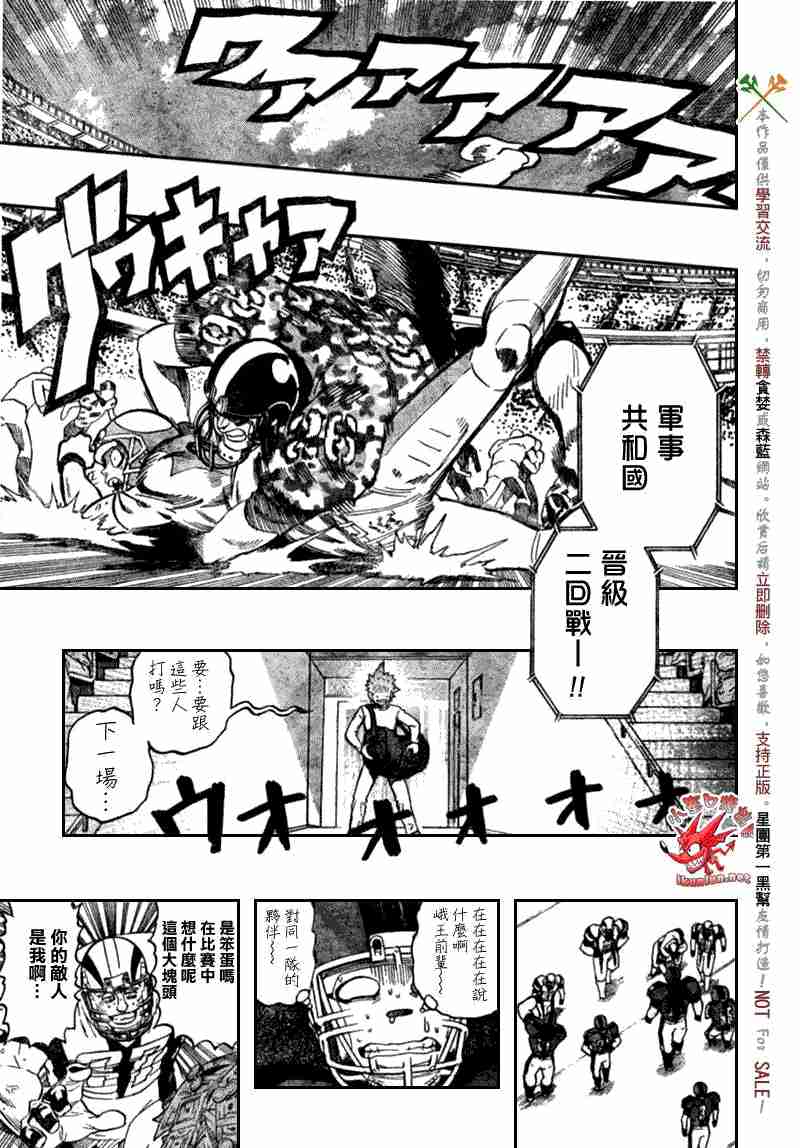 ワアアアア
グワキャア
軍事
共和國
晉級
二回戰ー!!
要…要跟
這些人
打嗎？
下一場…
ウオオオオオ
在在在在在說
什麼啊
峨王前輩~
對同一隊的
夥伴~~
是笨蛋嗎
在比賽中
想什麼呢
這個大塊頭
你的敵人
是我啊…
本作品僅供學習交流，切勿商用，禁轉貪婪或森藍網站。欣賞后請立即刪除，如您喜歡，支持正版。星團第一黑幫友情打造！NOT For SALE！